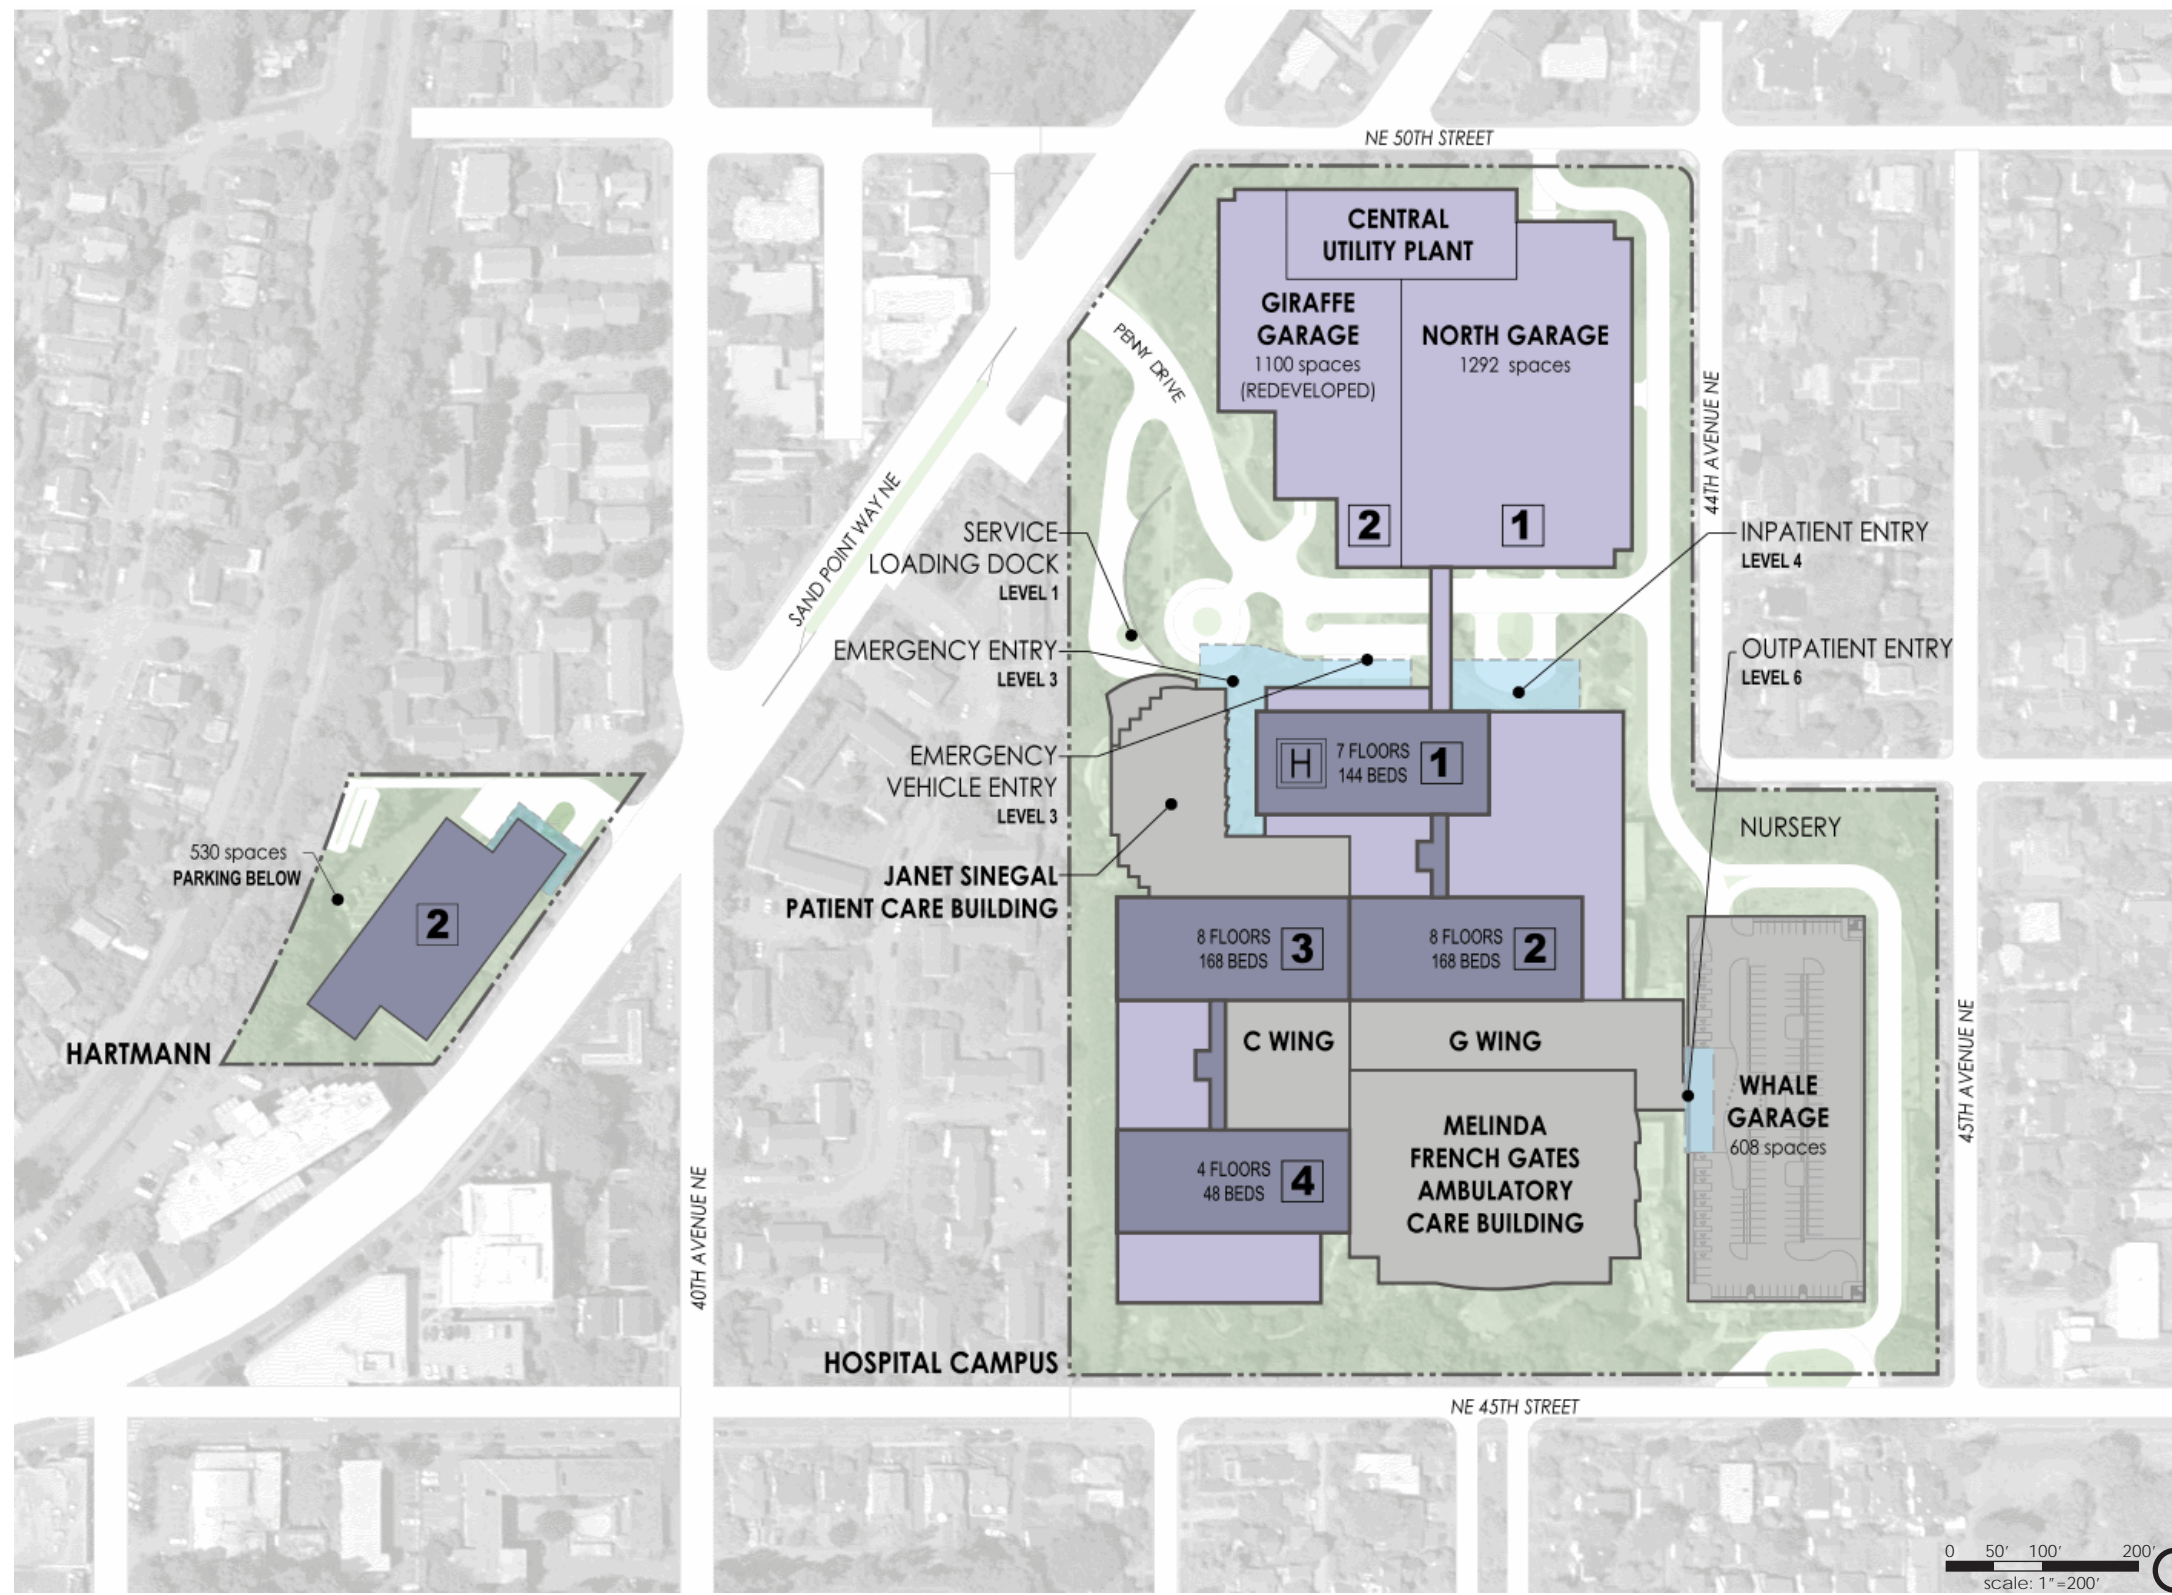 NE 50TH STREET
CENTRAL
UTILITY PLANT
GIRAFFE
GARAGE
1100 spaces
(REDEVELOPED)
NORTH GARAGE
1292 spaces
2
1
PENNY DRIVE
SAND POINT WAY NE
44TH AVENUE NE
SERVICE
LOADING DOCK
LEVEL 1
EMERGENCY ENTRY
LEVEL 3
EMERGENCY
VEHICLE ENTRY
LEVEL 3
JANET SINEGAL
PATIENT CARE BUILDING
INPATIENT ENTRY
LEVEL 4
OUTPATIENT ENTRY
LEVEL 6
H
7 FLOORS
144 BEDS
1
NURSERY
530 spaces
PARKING BELOW
2
HARTMANN
8 FLOORS
168 BEDS
3
8 FLOORS
168 BEDS
2
C WING
G WING
4 FLOORS
48 BEDS
4
MELINDA
FRENCH GATES
AMBULATORY
CARE BUILDING
WHALE
GARAGE
608 spaces
45TH AVENUE NE
40TH AVENUE NE
HOSPITAL CAMPUS
NE 45TH STREET
0 50' 100' 200'
scale: 1"=200'